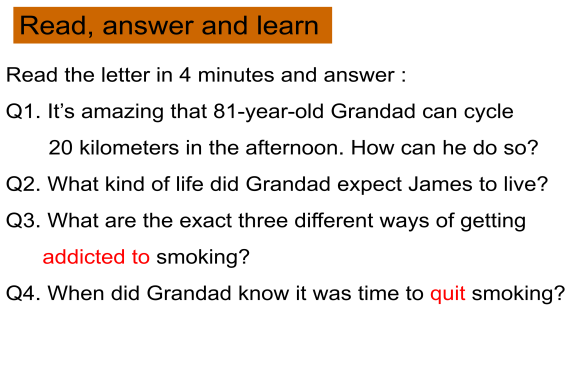 Read, answer and learn
Read the letter in 4 minutes and answer :
Q1. It’s amazing that 81-year-old Grandad can cycle
20 kilometers in the afternoon. How can he do so?
Q2. What kind of life did Grandad expect James to live?
Q3. What are the exact three different ways of getting
addicted to smoking?
Q4. When did Grandad know it was time to quit smoking?